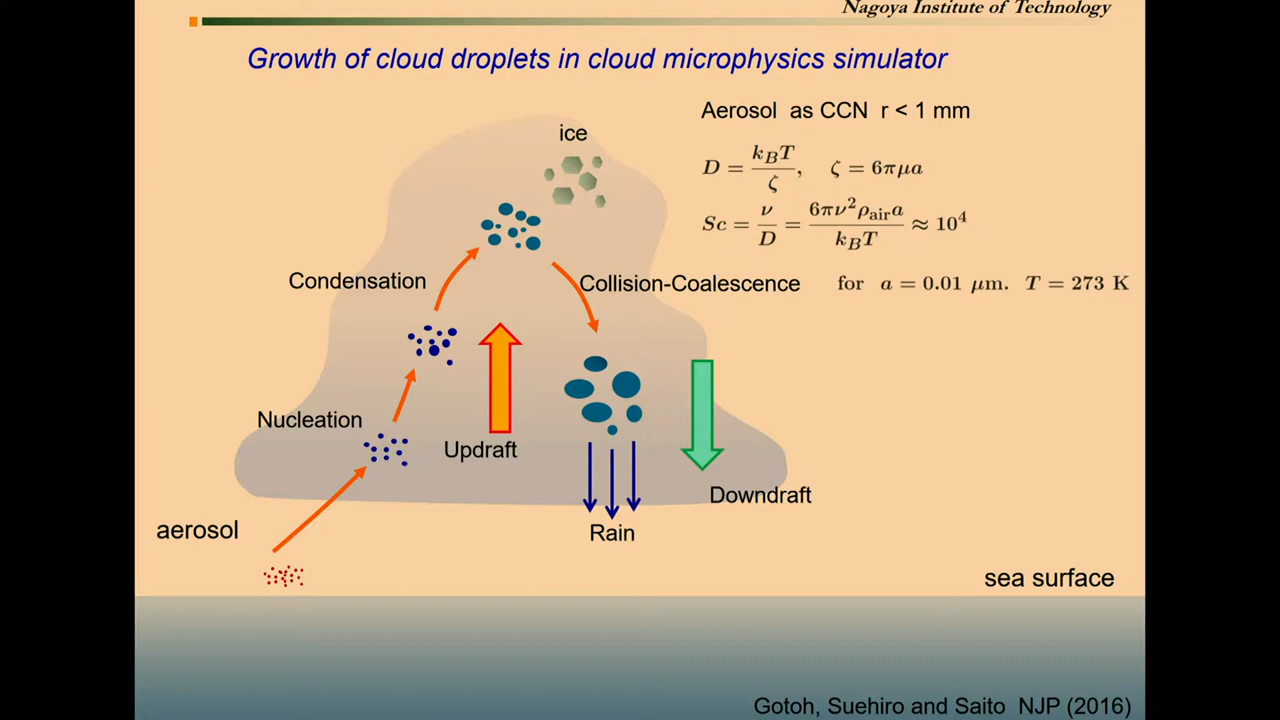 Nagoya Institute of Technology
Growth of cloud droplets in cloud microphysics simulator
Aerosol as CCN r < 1 mm
ice
D = k_B T / ζ, ζ = 6πμa
Sc = ν / D = 6πν²ρ_air a / k_B T ≈ 10⁴
Condensation
Collision-Coalescence
for a = 0.01 μm. T = 273 K
Nucleation
Updraft
Downdraft
aerosol
Rain
sea surface
Gotoh, Suehiro and Saito NJP (2016)